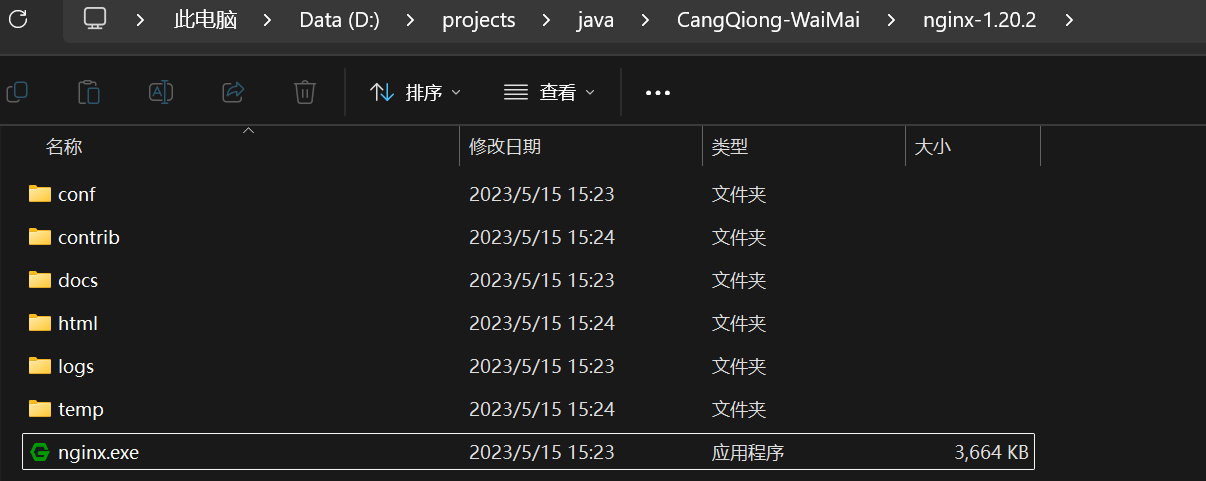 此电脑 Data (D:) projects java CangQiong-WaiMai nginx-1.20.2
排序 查看
名称 修改日期 类型 大小
conf 2023/5/15 15:23 文件夹
contrib 2023/5/15 15:24 文件夹
docs 2023/5/15 15:23 文件夹
html 2023/5/15 15:24 文件夹
logs 2023/5/15 15:23 文件夹
temp 2023/5/15 15:24 文件夹
nginx.exe 2023/5/15 15:23 应用程序 3,664 KB